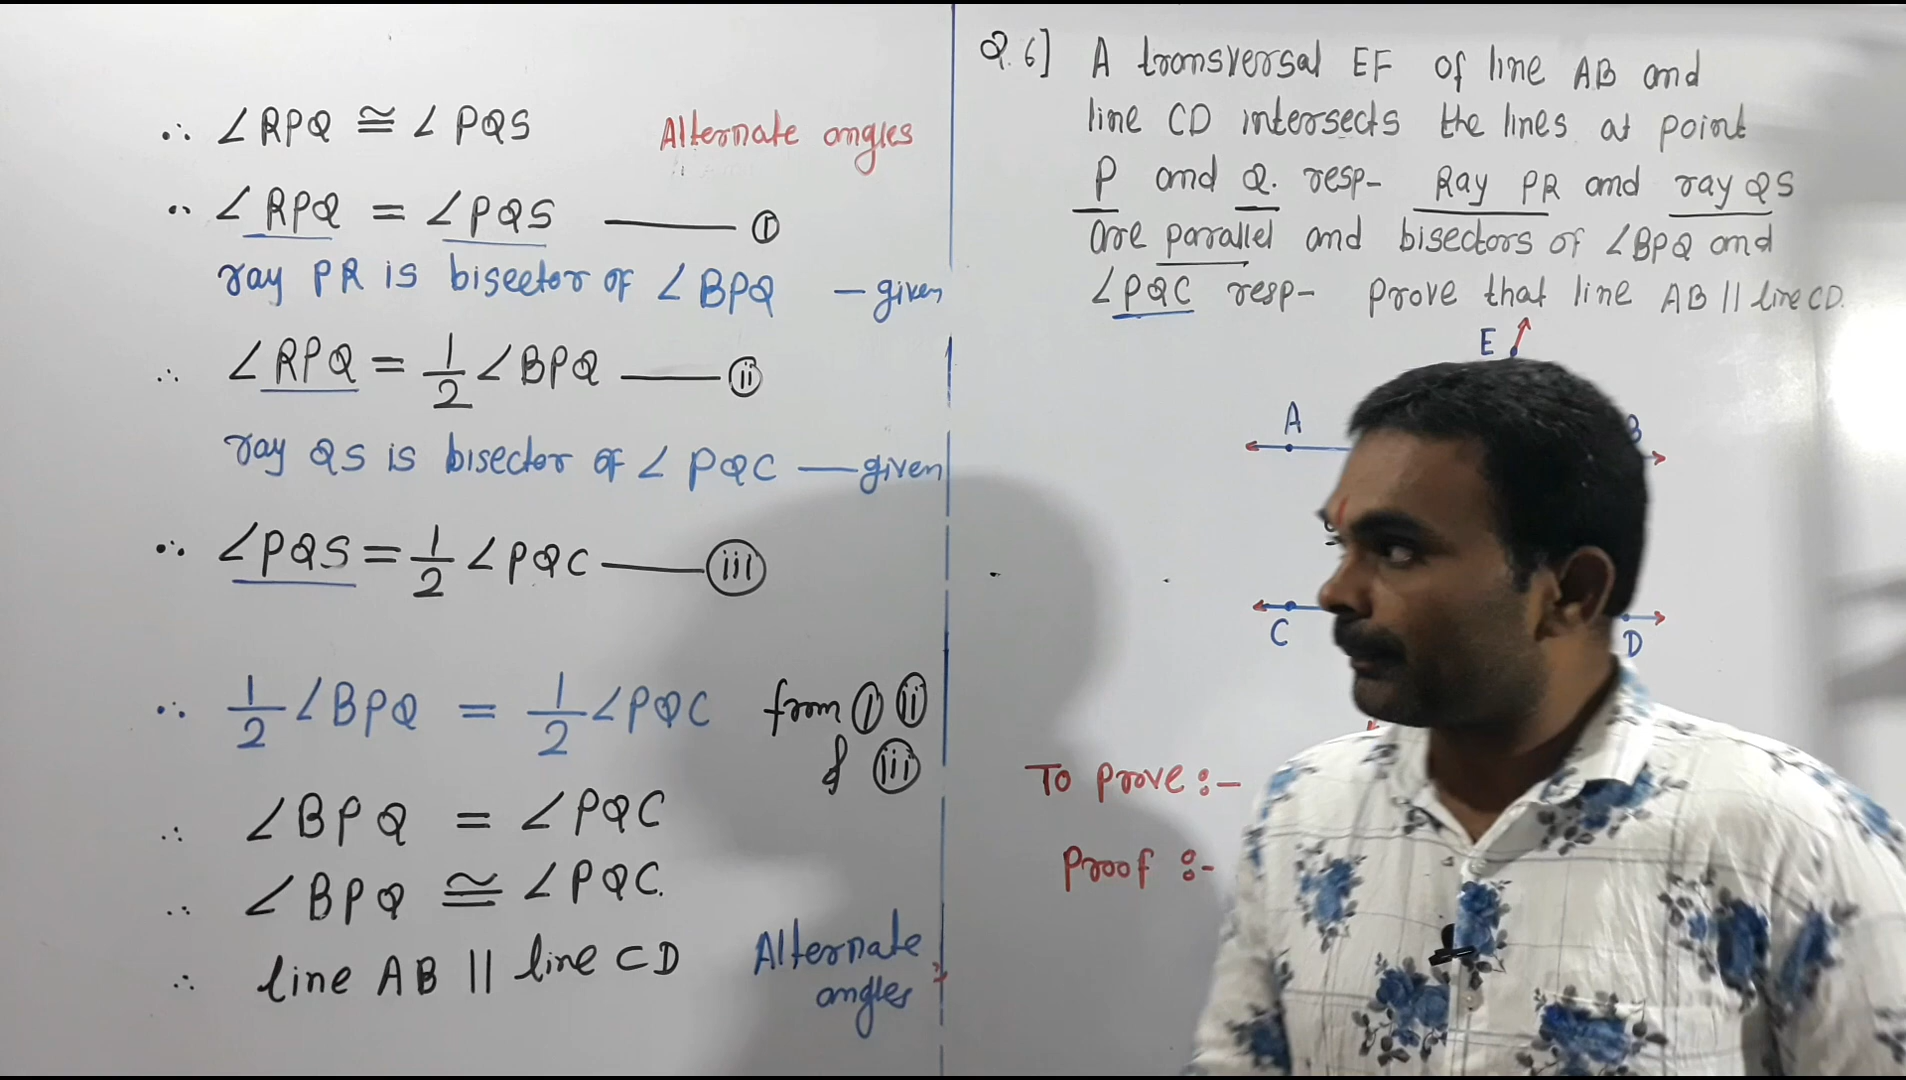 ∴ ∠RPQ ≅ ∠PQS Alternate angles
∴ ∠RPQ = ∠PQS —— ⓘ
ray PR is bisector of ∠BPQ — given
∴ ∠RPQ = 1/2 ∠BPQ —— ⓘⓘ
ray QS is bisector of ∠PQC — given
∴ ∠PQS = 1/2 ∠PQC —— ⓘⓘⓘ
∴ 1/2 ∠BPQ = 1/2 ∠PQC from ⓘ ⓘⓘ
& ⓘⓘⓘ
∴ ∠BPQ = ∠PQC
∴ ∠BPQ ≅ ∠PQC.
∴ line AB || line CD Alternate
angles
Q.6] A transversal EF of line AB and
line CD intersects the lines at point
P and Q. resp- Ray PR and ray QS
are parallel and bisectors of ∠BPQ and
∠PQC resp- Prove that line AB || line CD.
E
A B
C D
To prove :-
Proof :-